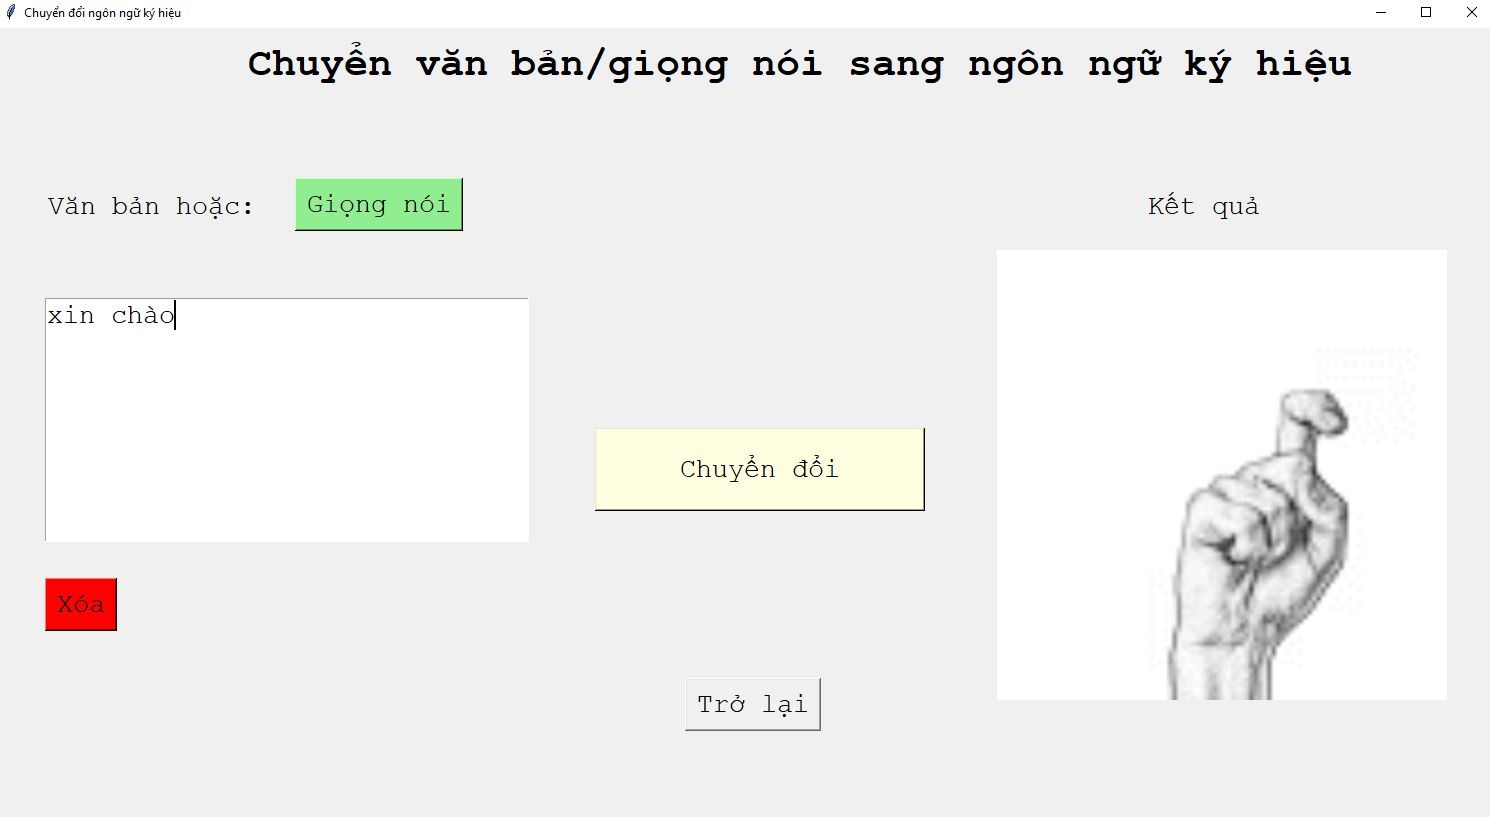 Chuyển đổi ngôn ngữ ký hiệu
Chuyển văn bản/giọng nói sang ngôn ngữ ký hiệu
Văn bản hoặc:
Giọng nói
Kết quả
xin chào
Chuyển đổi
Xóa
Trở lại